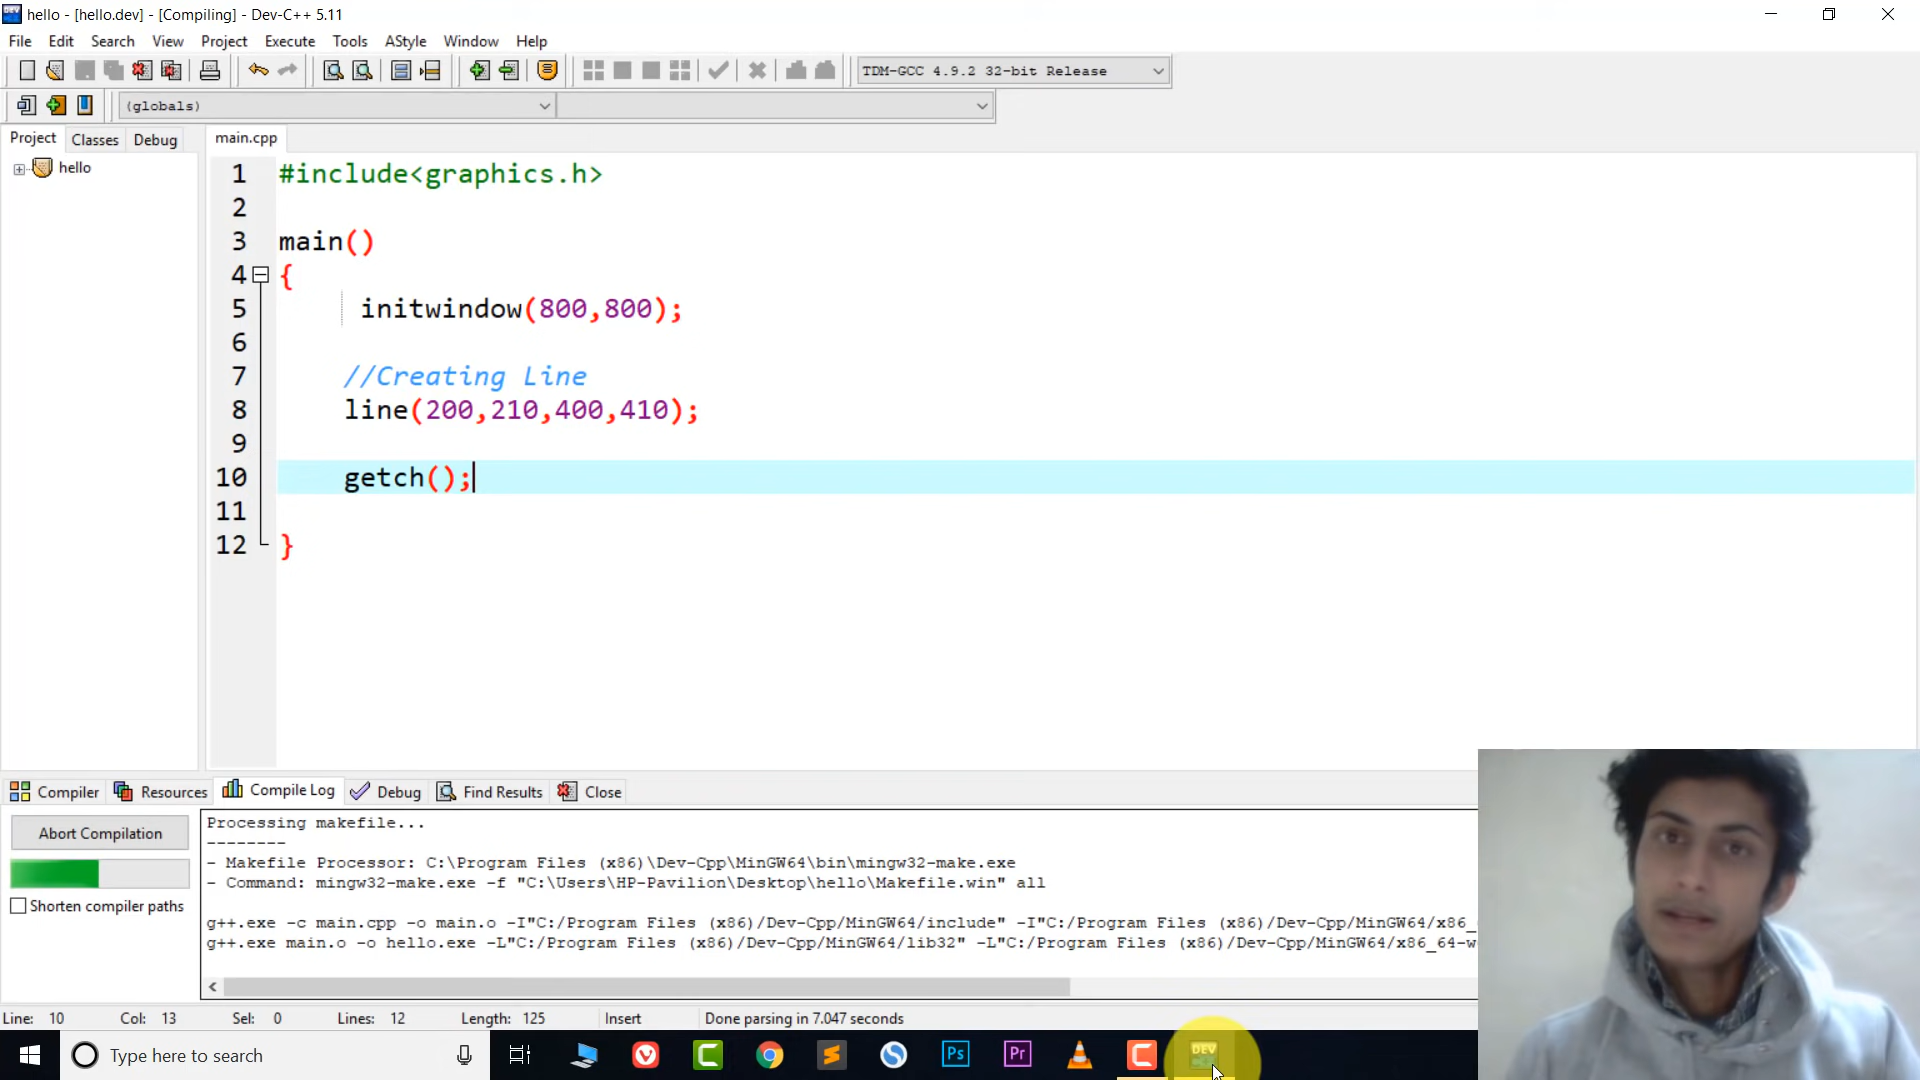 hello - [hello.dev] - [Compiling] - Dev-C++ 5.11
File Edit Search View Project Execute Tools AStyle Window Help
TDM-GCC 4.9.2 32-bit Release
(globals)
Project Classes Debug main.cpp
hello
1 #include<graphics.h>
2
3 main()
4 {
5 initwindow(800,800);
6
7 //Creating Line
8 line(200,210,400,410);
9
10 getch();
11
12 }
Compiler Resources Compile Log Debug Find Results Close
Abort Compilation
Shorten compiler paths
Processing makefile...
--------
- Makefile Processor: C:\Program Files (x86)\Dev-Cpp\MinGW64\bin\mingw32-make.exe
- Command: mingw32-make.exe -f "C:\Users\HP-Pavilion\Desktop\hello\Makefile.win" all
g++.exe -c main.cpp -o main.o -I"C:/Program Files (x86)/Dev-Cpp/MinGW64/include" -I"C:/Program Files (x86)/Dev-Cpp/MinGW64/x86_
g++.exe main.o -o hello.exe -L"C:/Program Files (x86)/Dev-Cpp/MinGW64/lib32" -L"C:/Program Files (x86)/Dev-Cpp/MinGW64/x86_64-w
Line: 10 Col: 13 Sel: 0 Lines: 12 Length: 125 Insert Done parsing in 7.047 seconds
Type here to search
Ps Pr DEV